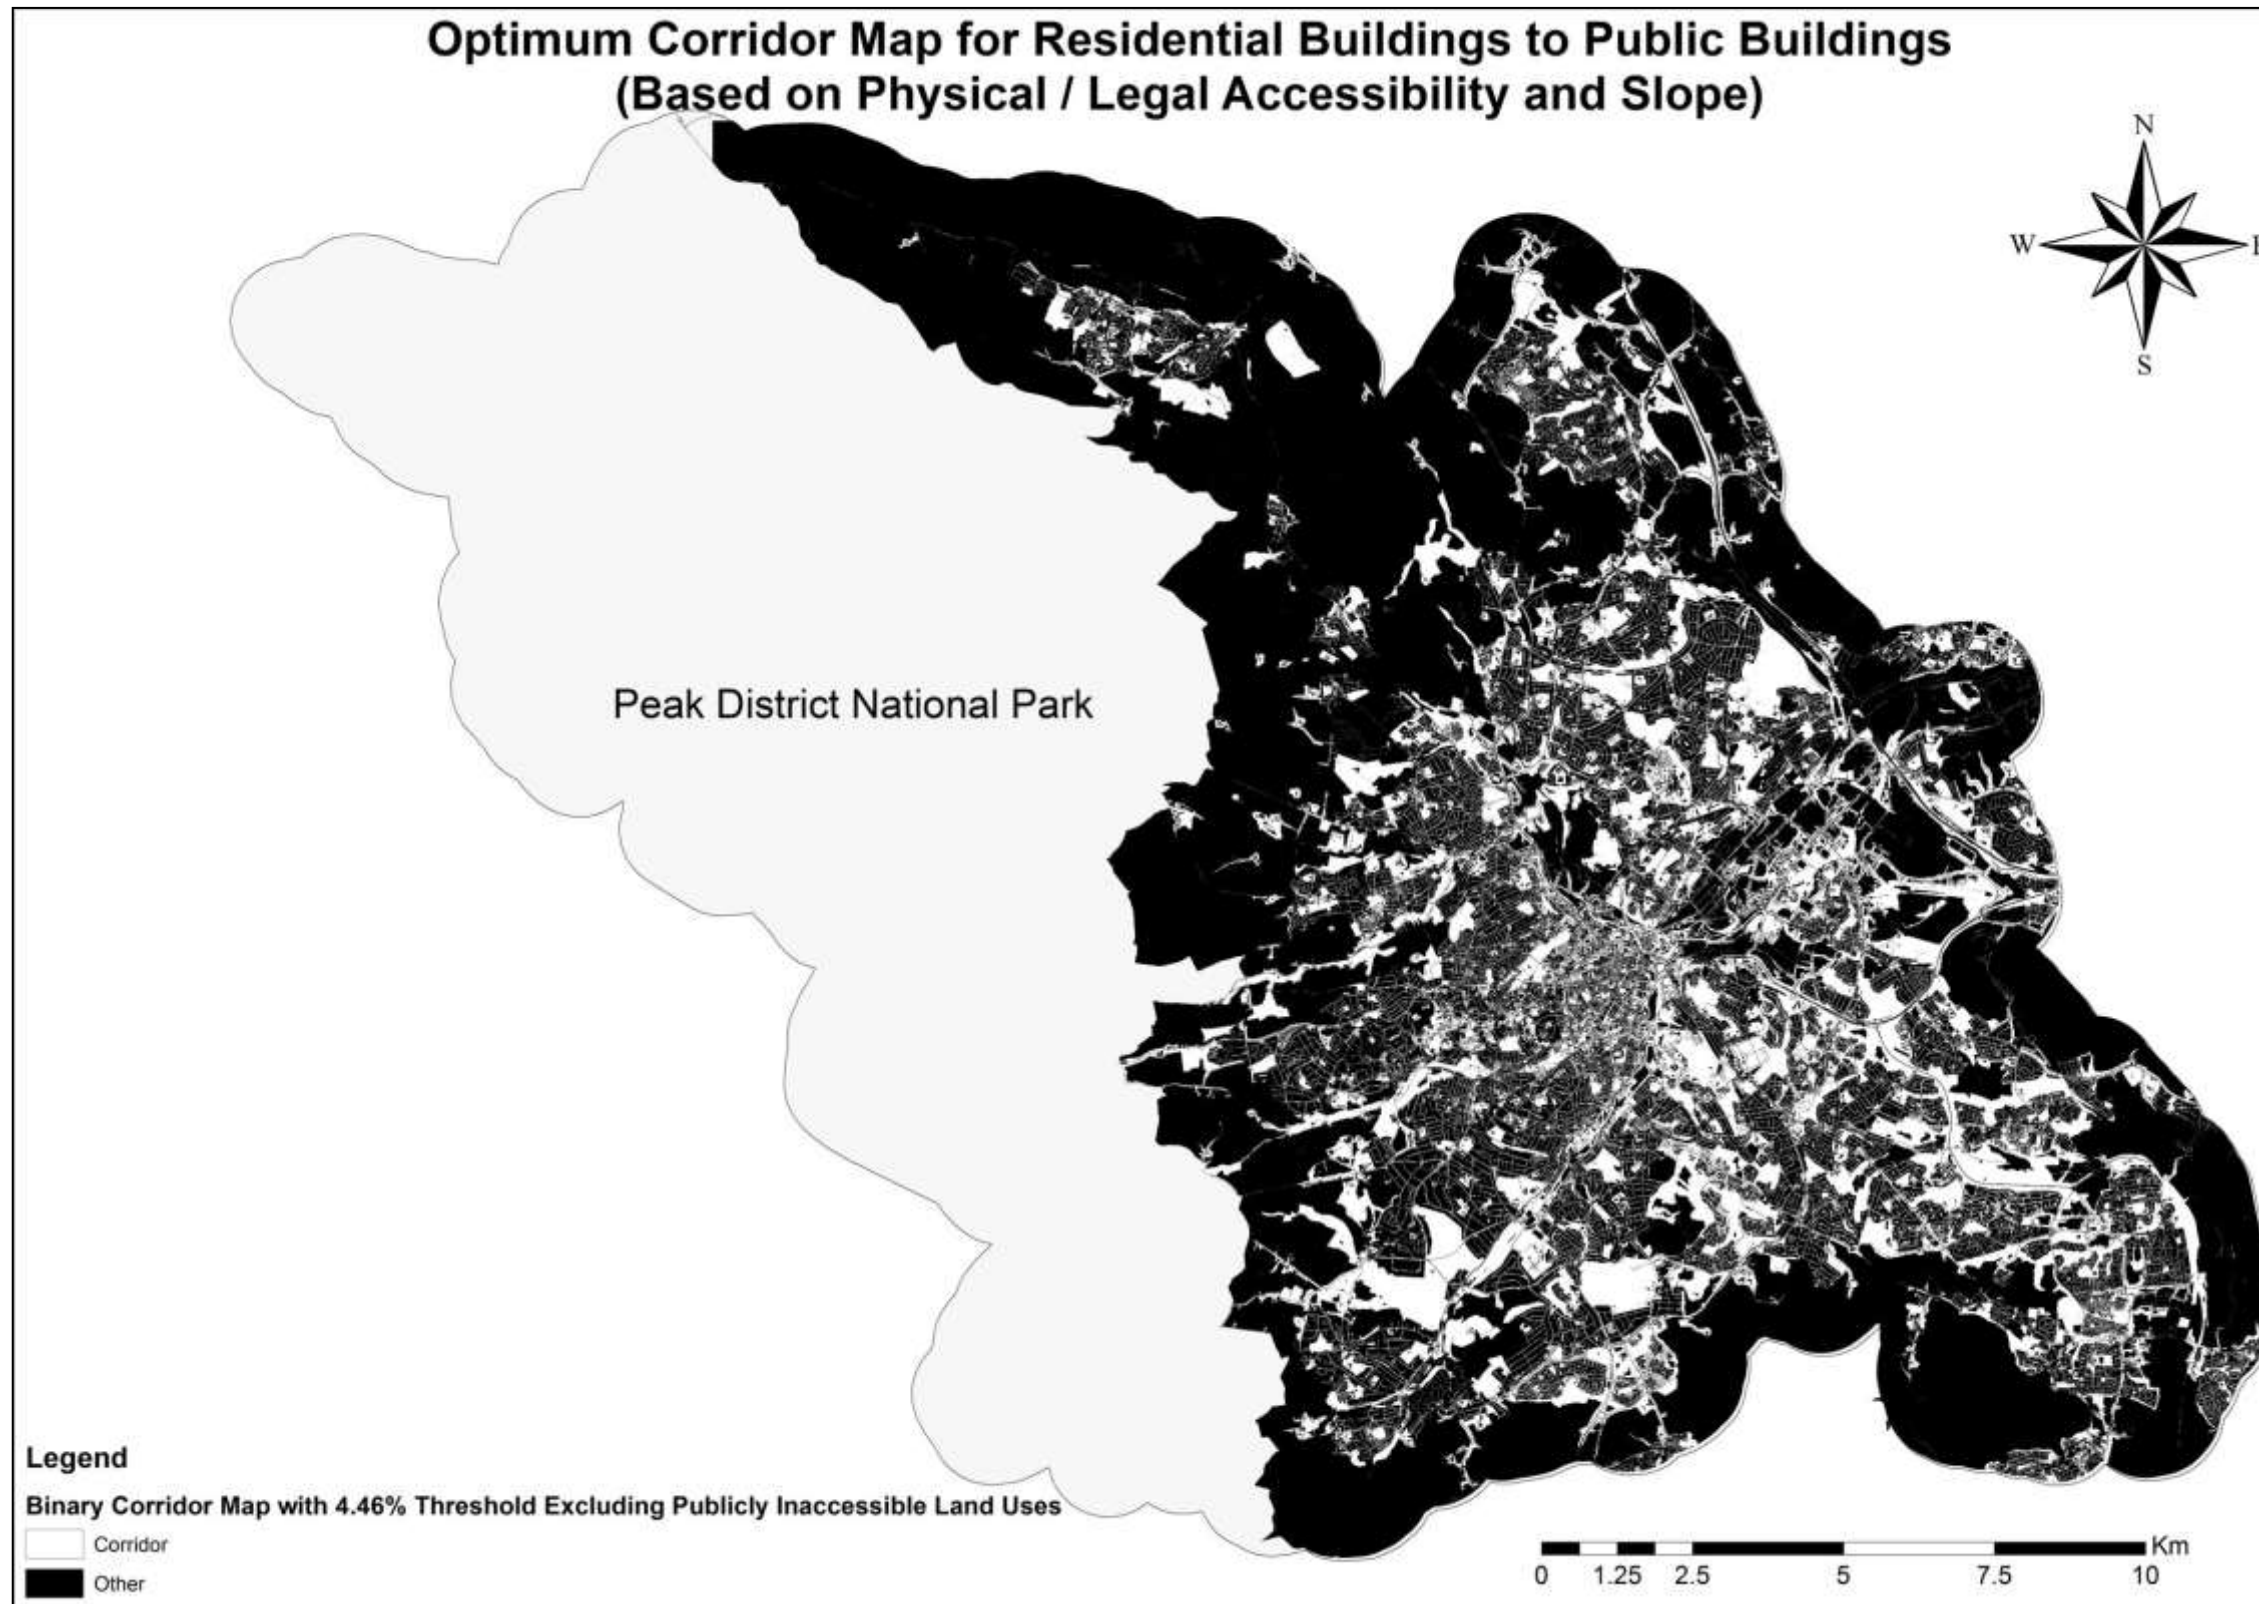 Optimum Corridor Map for Residential Buildings to Public Buildings
(Based on Physical / Legal Accessibility and Slope)
N
W
E
S
Peak District National Park
Legend
Binary Corridor Map with 4.46% Threshold Excluding Publicly Inaccessible Land Uses
Corridor
Other
Km
0 1.25 2.5 5 7.5 10